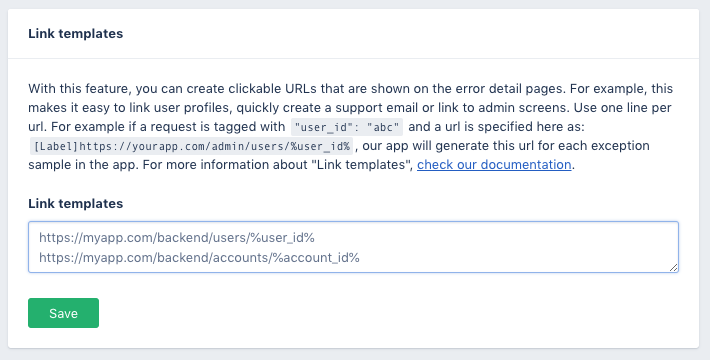 Link templates
With this feature, you can create clickable URLs that are shown on the error detail pages. For example, this
makes it easy to link user profiles, quickly create a support email or link to admin screens. Use one line per
url. For example if a request is tagged with "user_id": "abc" and a url is specified here as:
[Label]https://yourapp.com/admin/users/%user_id% , our app will generate this url for each exception
sample in the app. For more information about "Link templates", check our documentation.
Link templates
https://myapp.com/backend/users/%user_id%
https://myapp.com/backend/accounts/%account_id%
Save